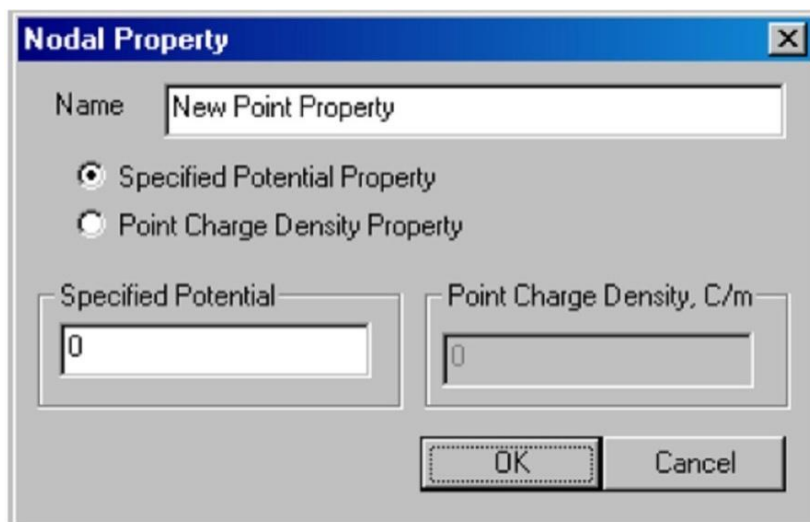 Nodal Property
Name New Point Property
Specified Potential Property
Point Charge Density Property
Specified Potential Point Charge Density, C/m
0 0
OK Cancel